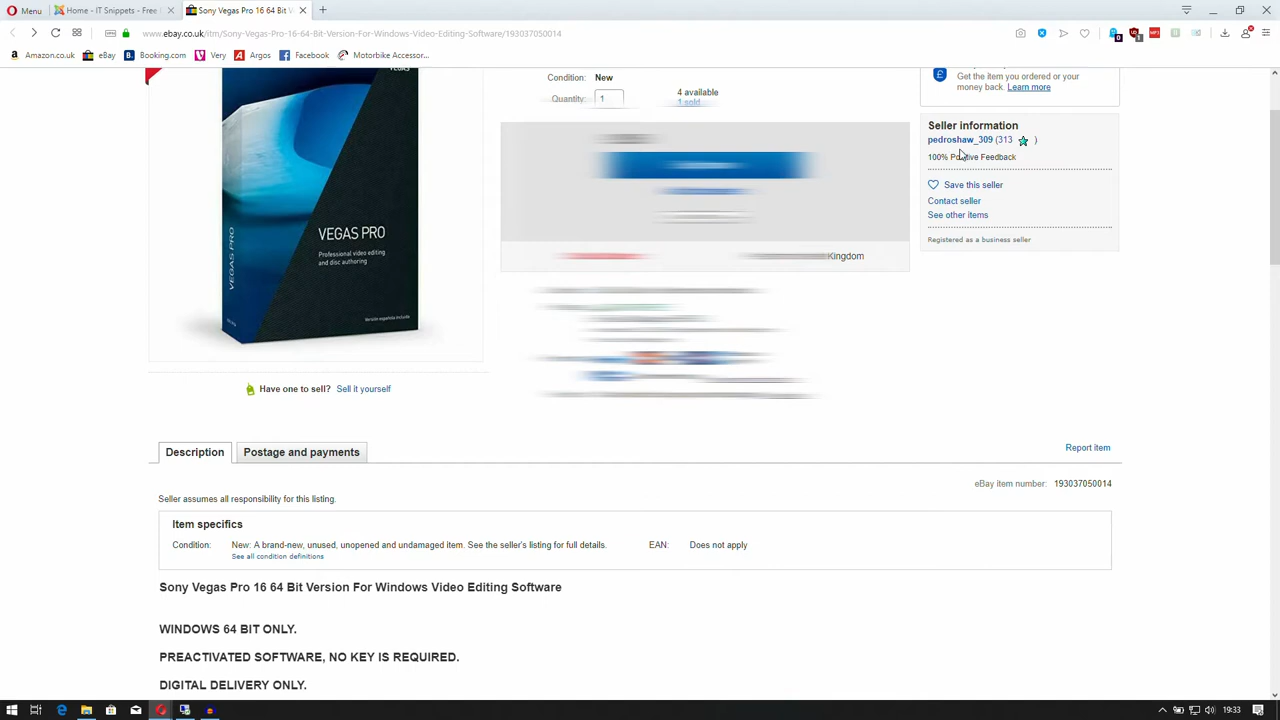 Menu
Home - IT Snippets - Free
Sony Vegas Pro 16 64 Bit V
www.ebay.co.uk/itm/Sony-Vegas-Pro-16-64-Bit-Version-For-Windows-Video-Editing-Software/193037050014
Amazon.co.uk
eBay
Booking.com
Very
Argos
Facebook
Motorbike Accessor...
Condition: New
Quantity: 1
4 available
1 sold
Get the item you ordered or your
money back. Learn more
Seller information
pedroshaw_309 (313 )
100% Positive Feedback
Save this seller
Contact seller
See other items
Registered as a business seller
Kingdom
VEGAS PRO
VEGAS PRO
Professional video editing
and disc authoring
Have one to sell? Sell it yourself
Description
Postage and payments
Report item
eBay item number: 193037050014
Seller assumes all responsibility for this listing.
Item specifics
Condition: New: A brand-new, unused, unopened and undamaged item. See the seller's listing for full details.
EAN: Does not apply
See all condition definitions
Sony Vegas Pro 16 64 Bit Version For Windows Video Editing Software
WINDOWS 64 BIT ONLY.
PREACTIVATED SOFTWARE, NO KEY IS REQUIRED.
DIGITAL DELIVERY ONLY.
19:33